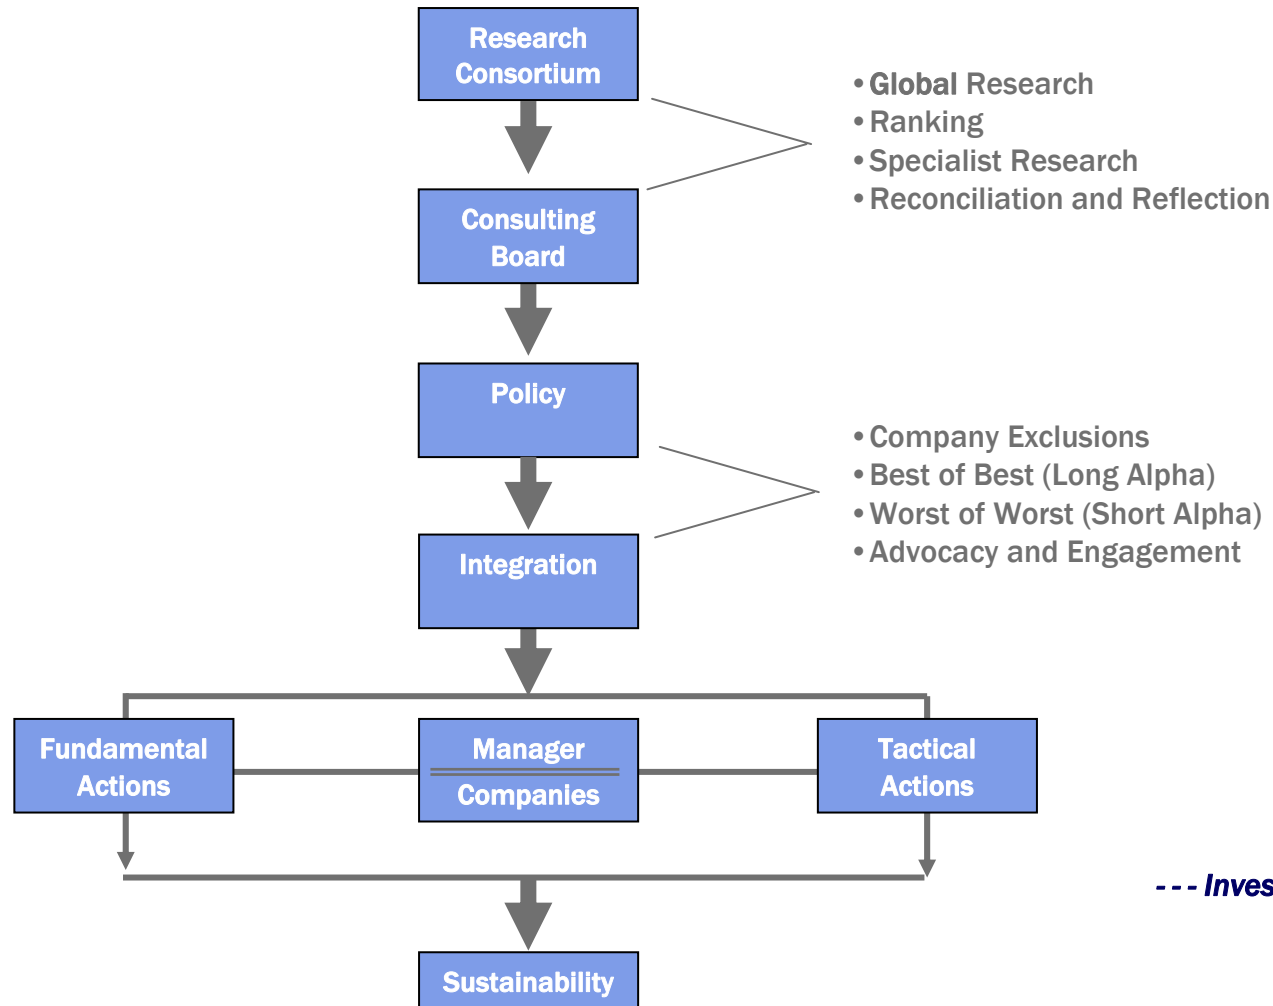 Research
Consortium
• Global Research
• Ranking
• Specialist Research
• Reconciliation and Reflection
Consulting
Board
Policy
• Company Exclusions
• Best of Best (Long Alpha)
• Worst of Worst (Short Alpha)
• Advocacy and Engagement
Integration
Fundamental
Actions
Manager
Companies
Tactical
Actions
--- Inves
Sustainability